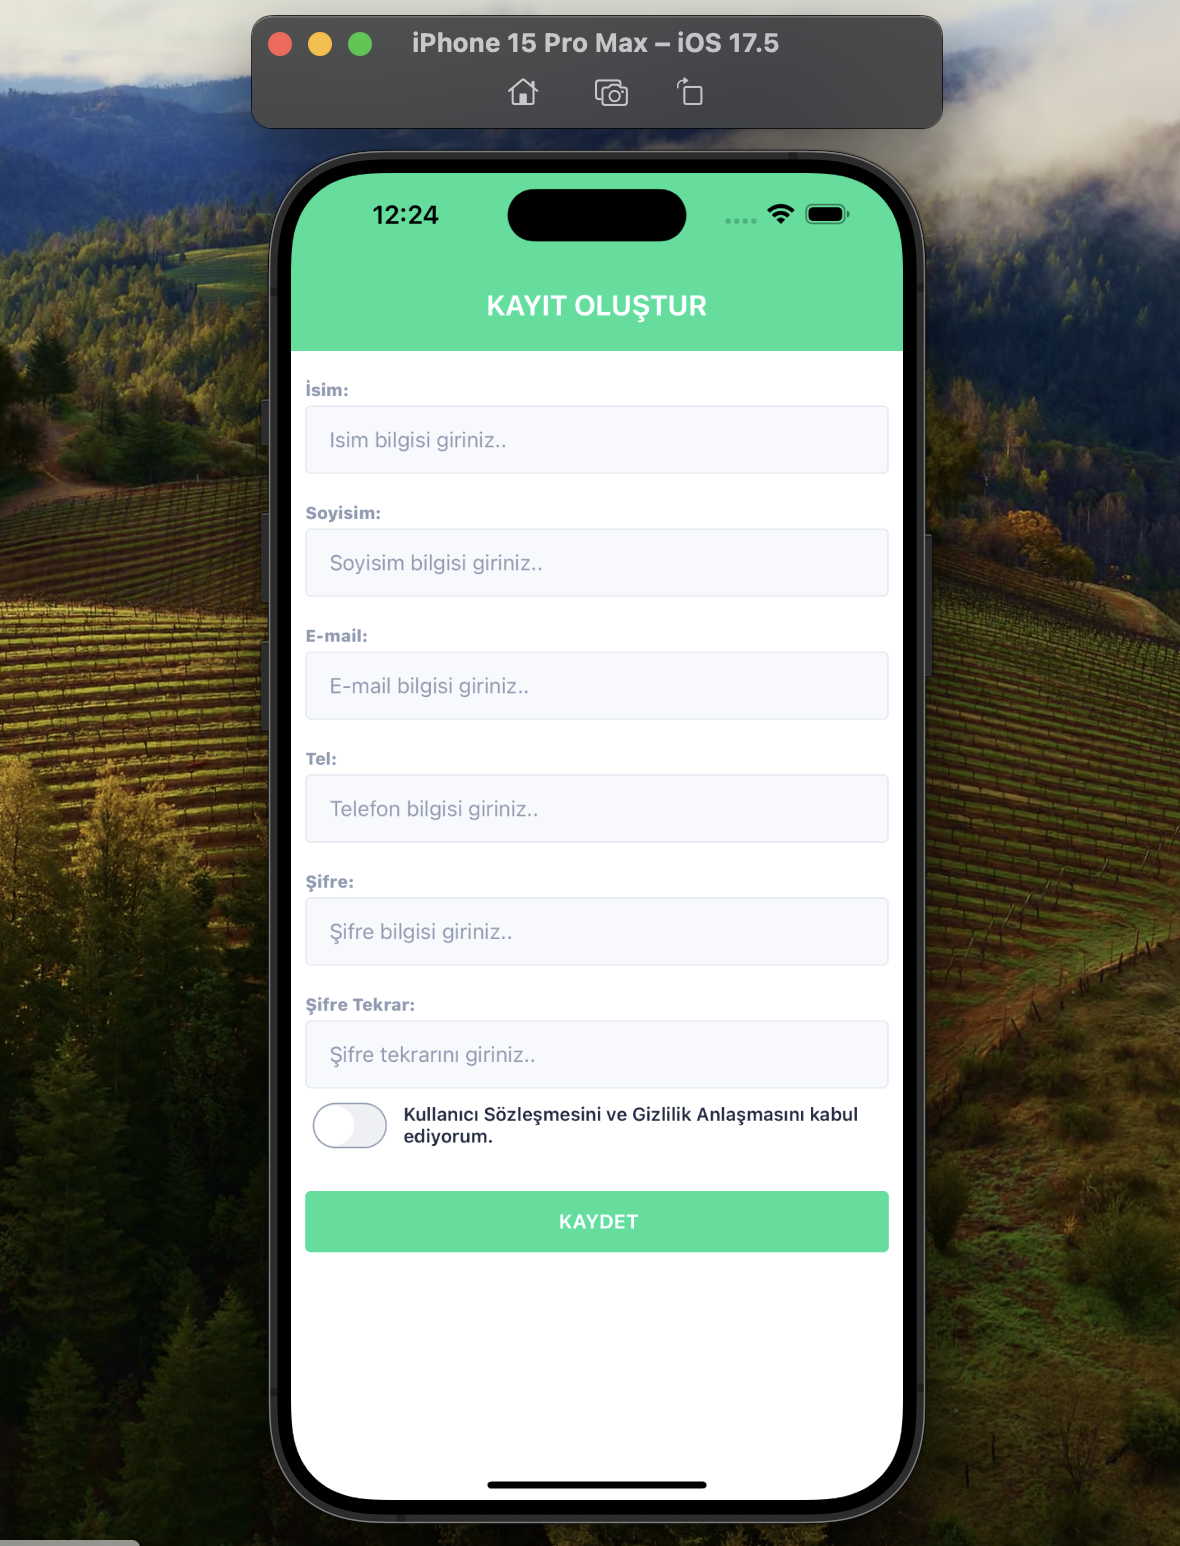 iPhone 15 Pro Max – iOS 17.5
12:24
KAYIT OLUŞTUR
İsim:
Isim bilgisi giriniz..
Soyisim:
Soyisim bilgisi giriniz..
E-mail:
E-mail bilgisi giriniz..
Tel:
Telefon bilgisi giriniz..
Şifre:
Şifre bilgisi giriniz..
Şifre Tekrar:
Şifre tekrarını giriniz..
Kullanıcı Sözleşmesini ve Gizlilik Anlaşmasını kabul
ediyorum.
KAYDET